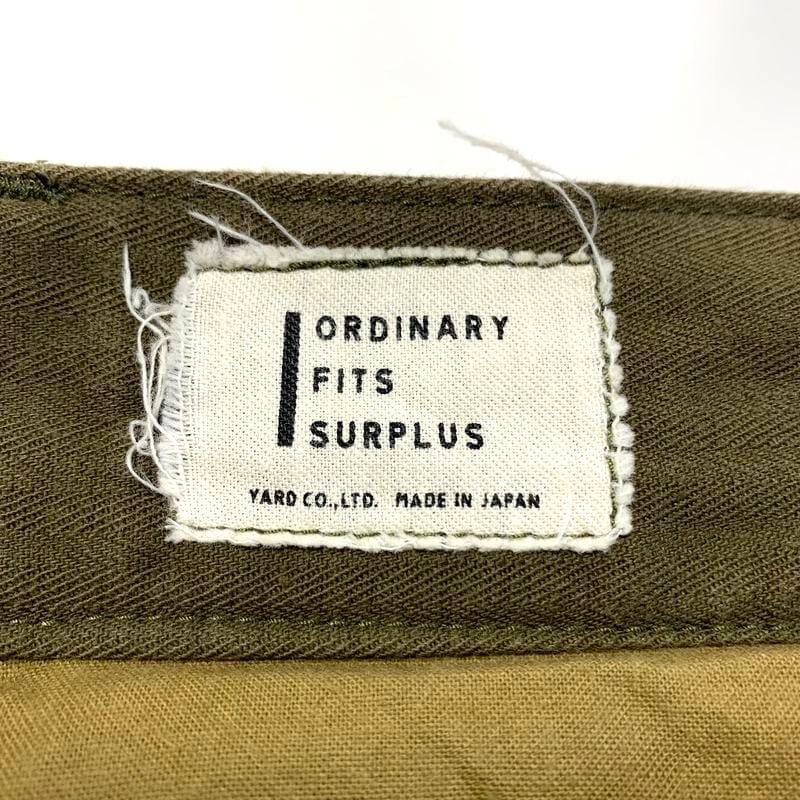 ORDINARY
FITS
SURPLUS
YARD CO.,LTD. MADE IN JAPAN